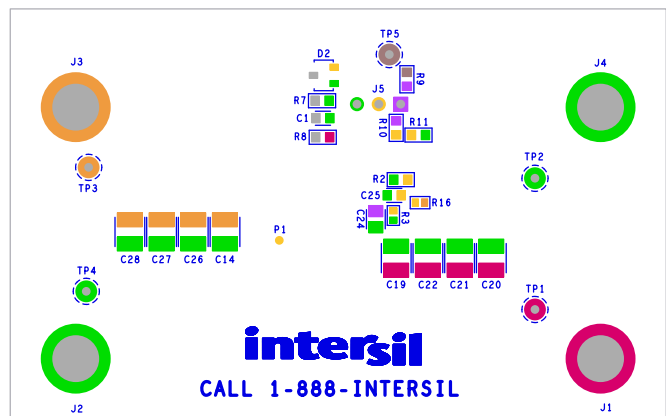 TP5
D2
J3
J4
J5
R9
R7
C1
R10
R11
R8
TP2
TP3
R2
C25
R16
C24
R3
P1
C28 C27 C26 C14
TP4
C19 C22 C21 C20
TP1
intersil
CALL 1-888-INTERSIL
J2
J1